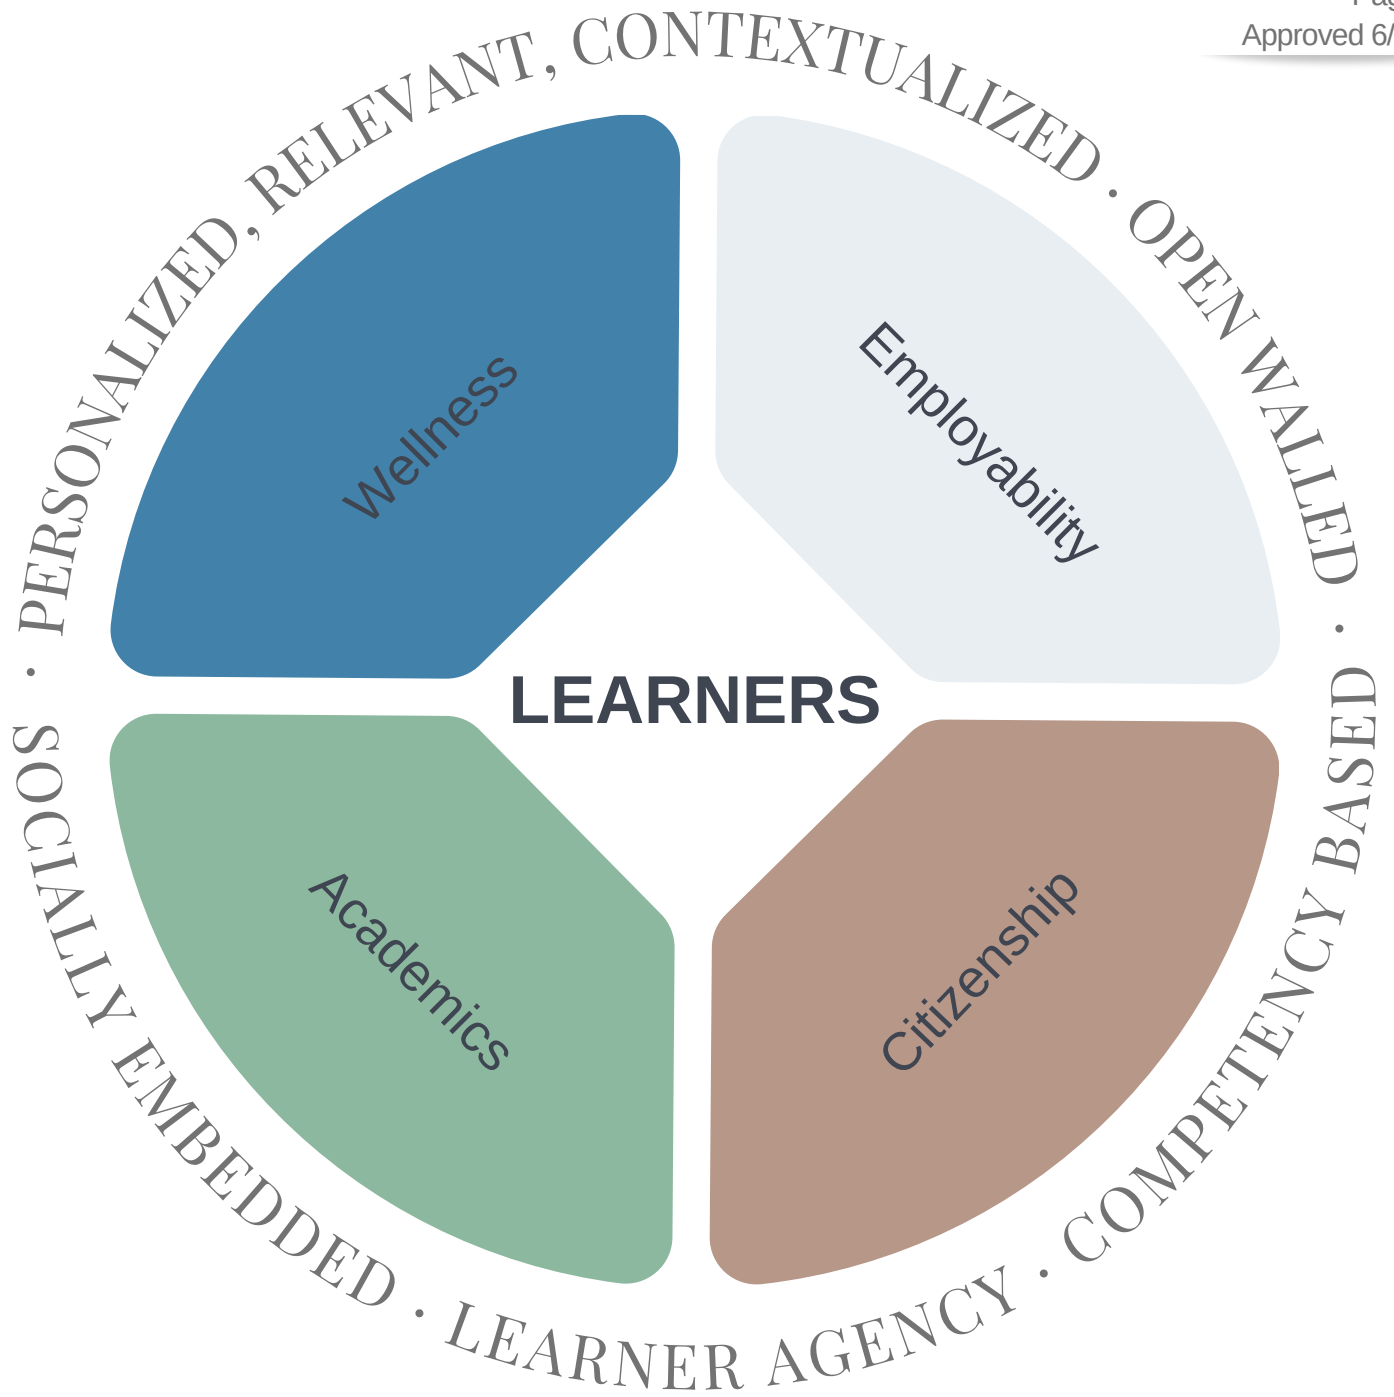 Approved 6/
· PERSONALIZED, RELEVANT, CONTEXTUALIZED · OPEN WALLED · COMPETENCY BASED · LEARNER AGENCY · SOCIALLY EMBEDDED
Wellness
Employability
LEARNERS
Academics
Citizenship